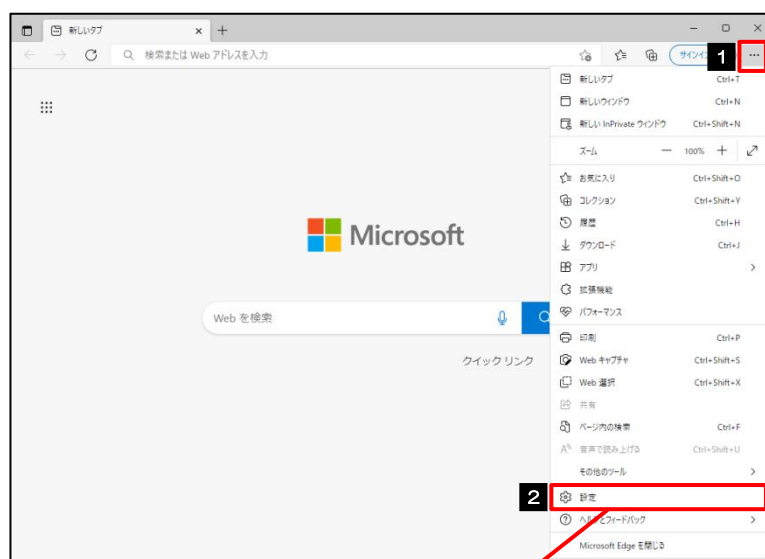 新しいタブ
検索または Web アドレスを入力
1
Microsoft
Web を検索
クイック リンク
新しいタブ Ctrl+T
新しいウィンドウ Ctrl+N
新しい InPrivate ウィンドウ Ctrl+Shift+N
ズーム 100%
お気に入り Ctrl+Shift+O
コレクション Ctrl+Shift+Y
履歴 Ctrl+H
ダウンロード Ctrl+J
アプリ
拡張機能
パフォーマンス
印刷 Ctrl+P
Web キャプチャ Ctrl+Shift+S
Web 選択 Ctrl+Shift+X
共有
ページ内の検索 Ctrl+F
音声で読み上げる Ctrl+Shift+U
その他のツール
2
設定
ヘルプとフィードバック
Microsoft Edge を閉じる